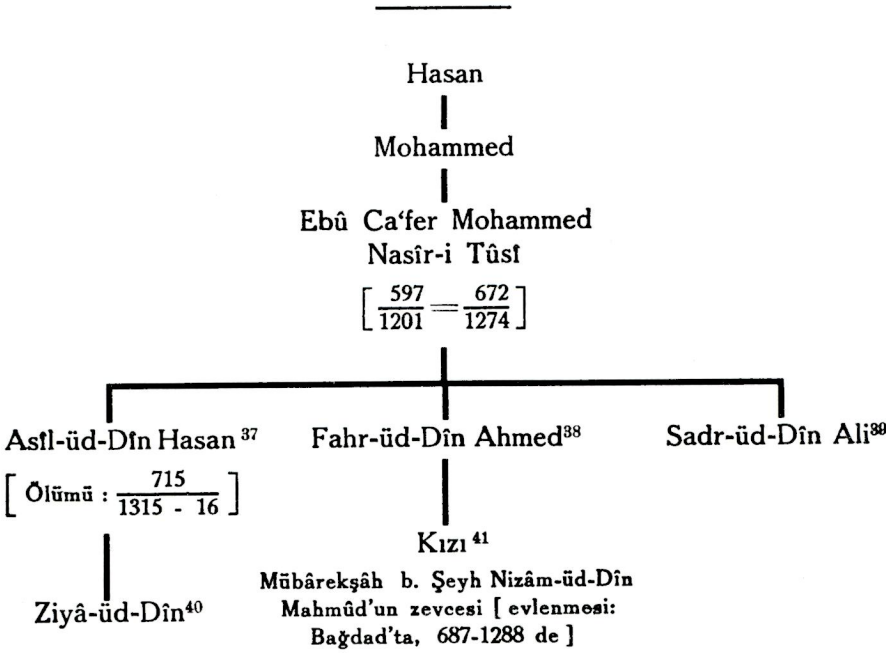 Hasan
Mohammed
Ebû Ca‘fer Mohammed
Nasîr-i Tûsî
[ 597/1201 = 672/1274 ]
Asîl-üd-Dîn Hasan ³⁷ Fahr-üd-Dîn Ahmed³⁸ Sadr-üd-Dîn Ali³⁹
[ Ölümü : 715/1315 - 16 ]
Kızı ⁴¹
Mübârekşâh b. Şeyh Nizâm-üd-Dîn
Mahmûd'un zevcesi [ evlenmesi:
Bağdad'ta, 687-1288 de ]
Ziyâ-üd-Dîn⁴⁰